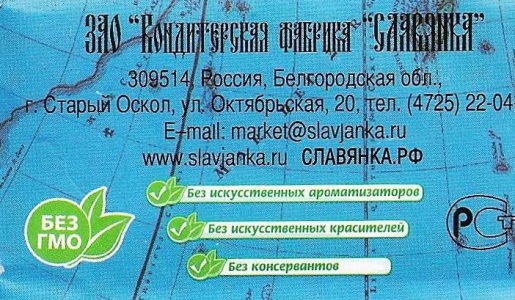 ЗАО "Кондитерская фабрика "СЛАВЯНКА"
309514, Россия, Белгородская обл.,
г. Старый Оскол, ул. Октябрьская, 20, тел. (4725) 22-04
E-mail: market@slavjanka.ru
www.slavjanka.ru СЛАВЯНКА.РФ
Без искусственных ароматизаторов
Без искусственных красителей
Без консервантов
БЕЗ
ГМО
РСТ